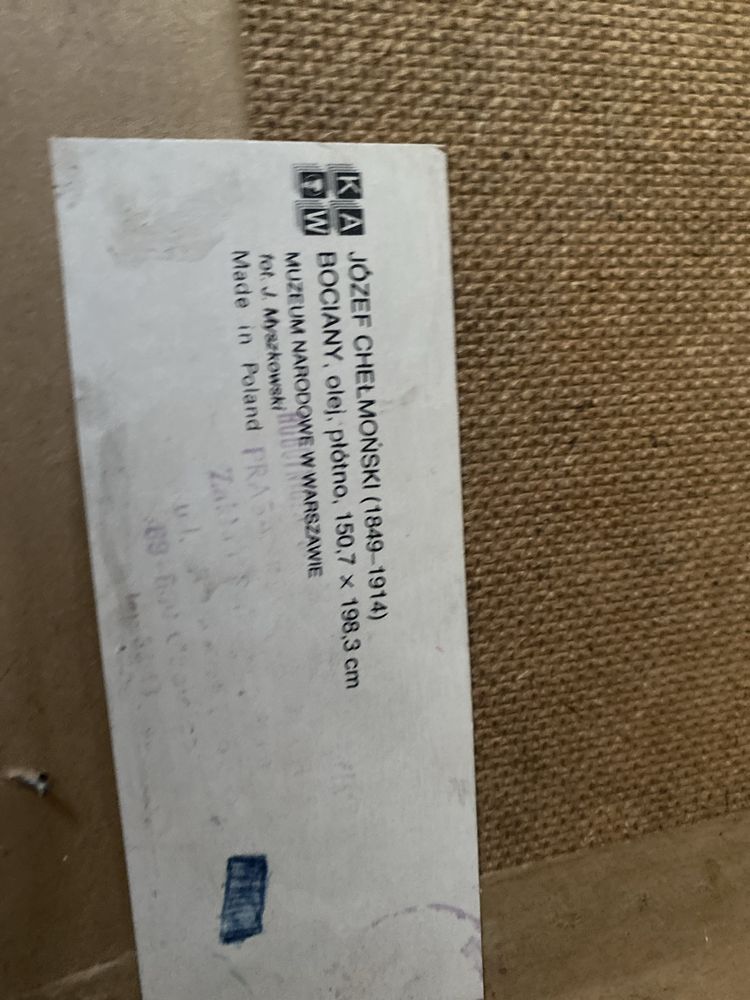 KA
W
JÓZEF CHEŁMOŃSKI (1849–1914)
BOCIANY, olej, płótno, 150,7 × 198,3 cm
MUZEUM NARODOWE W WARSZAWIE
fot. J. Myszkowski
Made in Poland